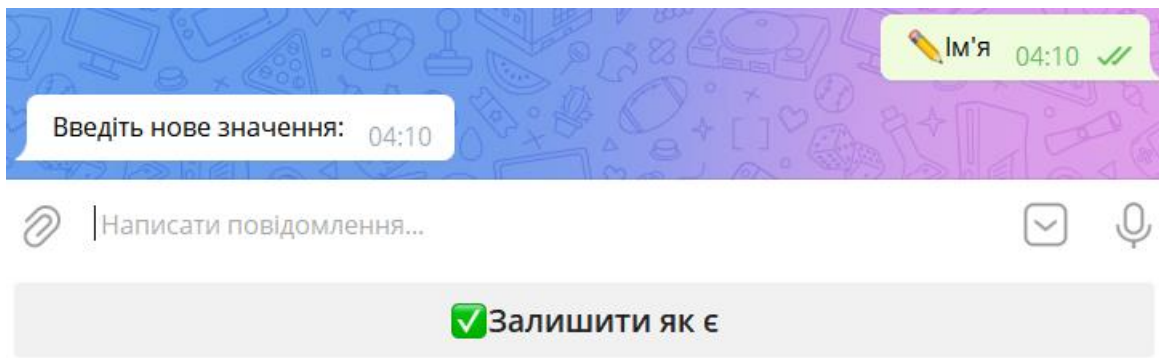 ✏️Ім'я 04:10
Введіть нове значення: 04:10
Написати повідомлення...
✅Залишити як є